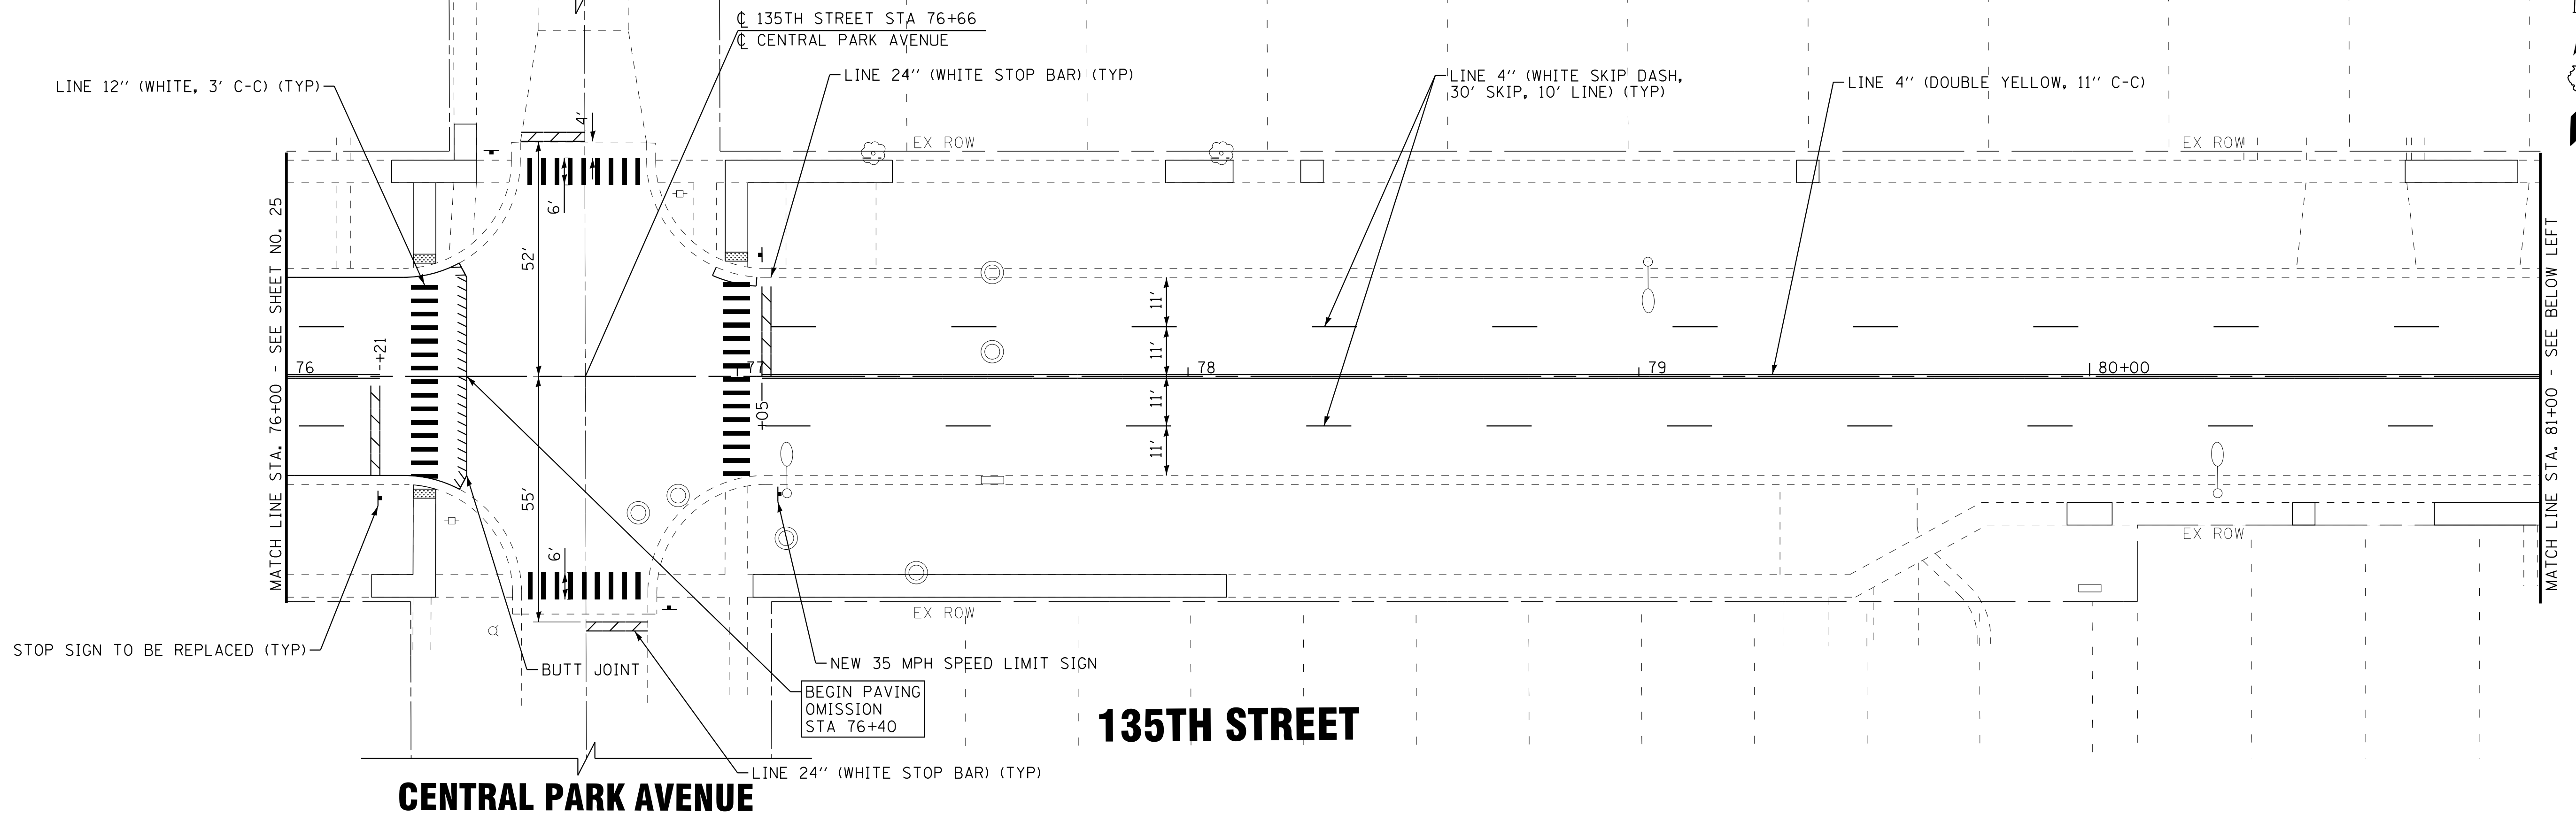 ℄ 135TH STREET STA 76+66
℄ CENTRAL PARK AVENUE
LINE 12" (WHITE, 3' C-C) (TYP)
LINE 24" (WHITE STOP BAR) (TYP)
LINE 4" (WHITE SKIP DASH,
30' SKIP, 10' LINE) (TYP)
LINE 4" (DOUBLE YELLOW, 11" C-C)
4'
EX ROW
EX ROW
6'
52'
MATCH LINE STA. 76+00 - SEE SHEET NO. 25
MATCH LINE STA. 81+00 - SEE BELOW LEFT
11'
11'
11'
11'
76
+21
77
+05
78
79
80+00
55'
6'
EX ROW
EX ROW
STOP SIGN TO BE REPLACED (TYP)
BUTT JOINT
NEW 35 MPH SPEED LIMIT SIGN
BEGIN PAVING
OMISSION
STA 76+40
135TH STREET
LINE 24" (WHITE STOP BAR) (TYP)
CENTRAL PARK AVENUE